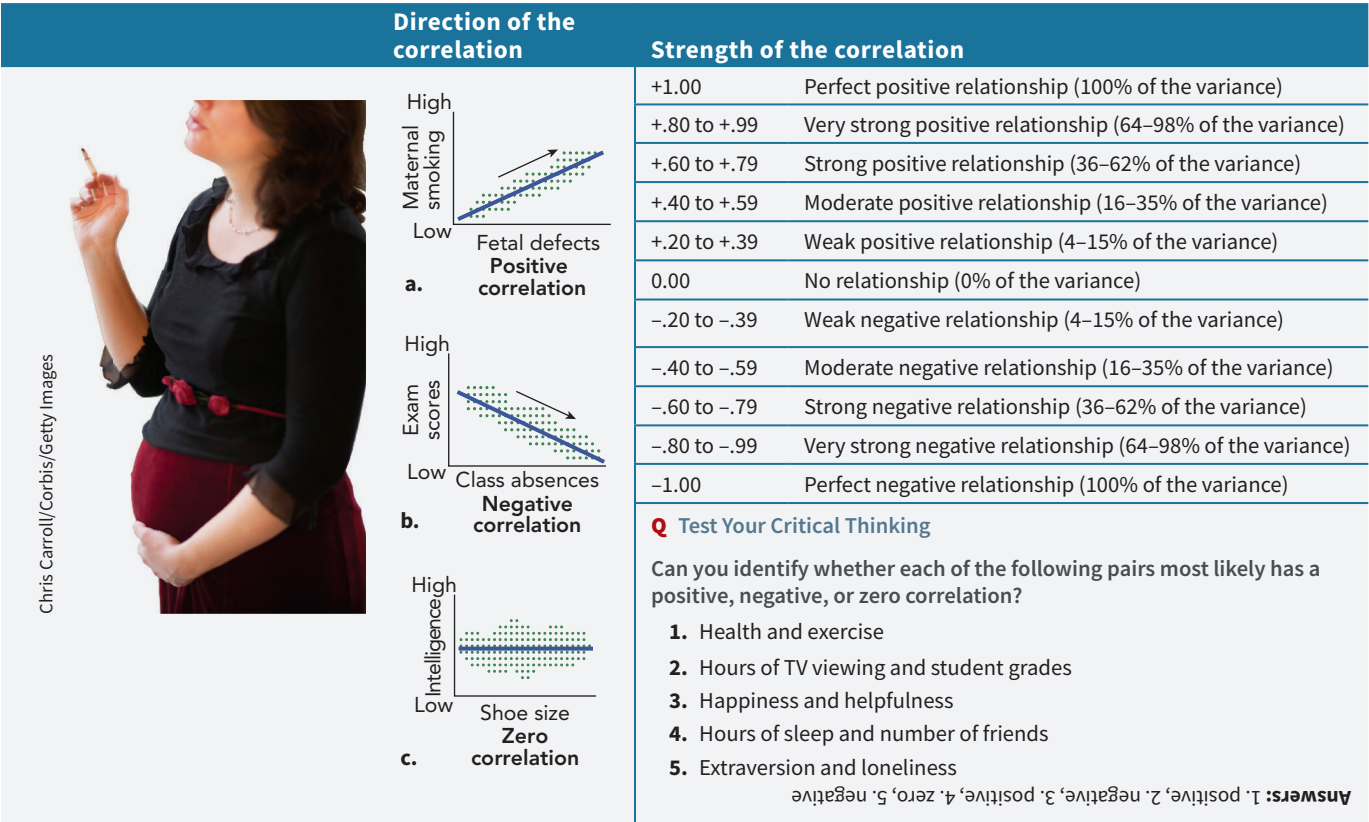 Direction of the
correlation
Strength of the correlation
Chris Carroll/Corbis/Getty Images
High
Maternal
smoking
Low
Fetal defects
Positive
correlation
a.
High
Exam
scores
Low
Class absences
Negative
correlation
b.
High
Intelligence
Low
Shoe size
Zero
correlation
c.
+1.00 Perfect positive relationship (100% of the variance)
+.80 to +.99 Very strong positive relationship (64–98% of the variance)
+.60 to +.79 Strong positive relationship (36–62% of the variance)
+.40 to +.59 Moderate positive relationship (16–35% of the variance)
+.20 to +.39 Weak positive relationship (4–15% of the variance)
0.00 No relationship (0% of the variance)
–.20 to –.39 Weak negative relationship (4–15% of the variance)
–.40 to –.59 Moderate negative relationship (16–35% of the variance)
–.60 to –.79 Strong negative relationship (36–62% of the variance)
–.80 to –.99 Very strong negative relationship (64–98% of the variance)
–1.00 Perfect negative relationship (100% of the variance)
Q Test Your Critical Thinking
Can you identify whether each of the following pairs most likely has a
positive, negative, or zero correlation?
1. Health and exercise
2. Hours of TV viewing and student grades
3. Happiness and helpfulness
4. Hours of sleep and number of friends
5. Extraversion and loneliness
Answers: 1. positive, 2. negative, 3. positive, 4. zero, 5. negative